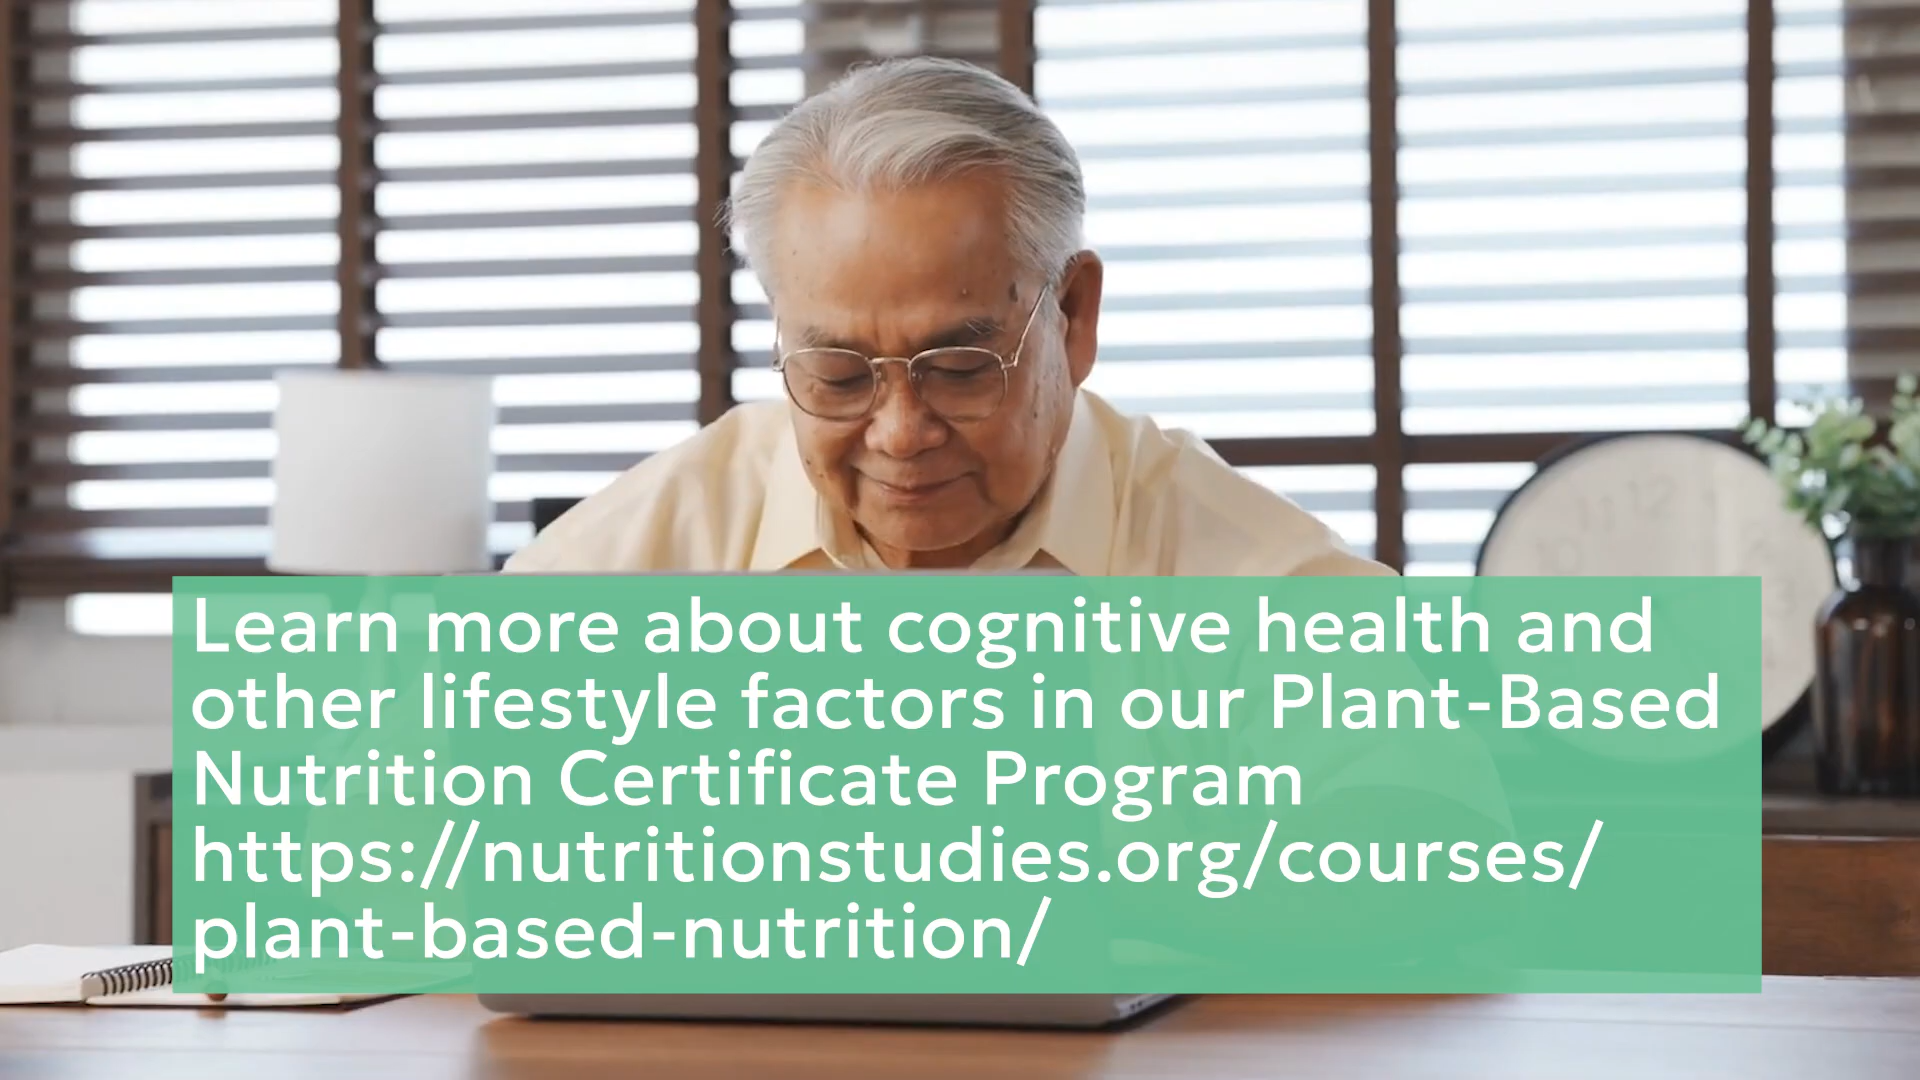 Learn more about cognitive health and
other lifestyle factors in our Plant-Based
Nutrition Certificate Program
https://nutritionstudies.org/courses/
plant-based-nutrition/